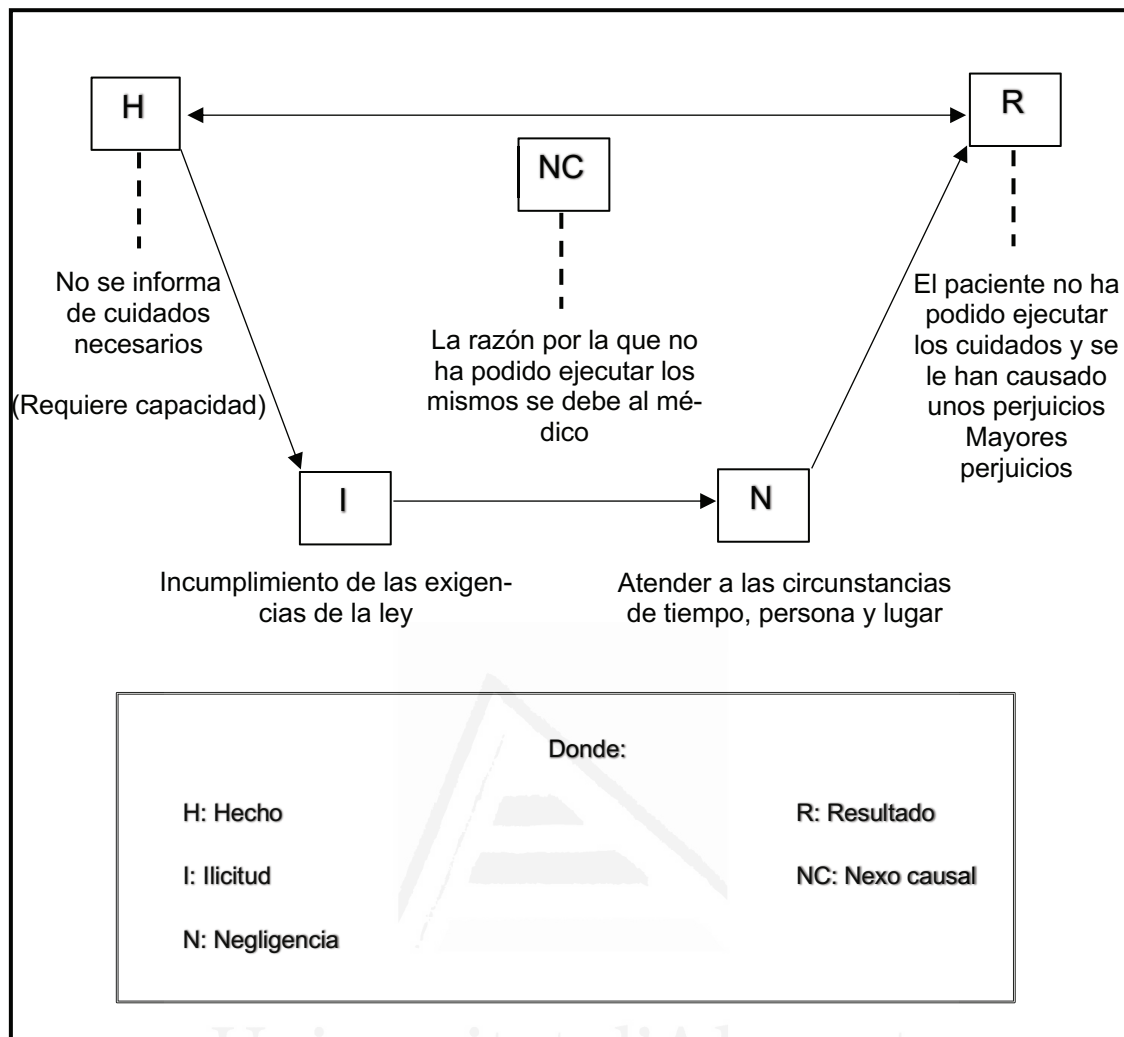 H
R
NC
No se informa
de cuidados
necesarios
(Requiere capacidad)
La razón por la que no
ha podido ejecutar los
mismos se debe al mé-
dico
El paciente no ha
podido ejecutar
los cuidados y se
le han causado
unos perjuicios
Mayores
perjuicios
I
N
Incumplimiento de las exigen-
cias de la ley
Atender a las circunstancias
de tiempo, persona y lugar
Donde:
H: Hecho
R: Resultado
I: Ilicitud
NC: Nexo causal
N: Negligencia